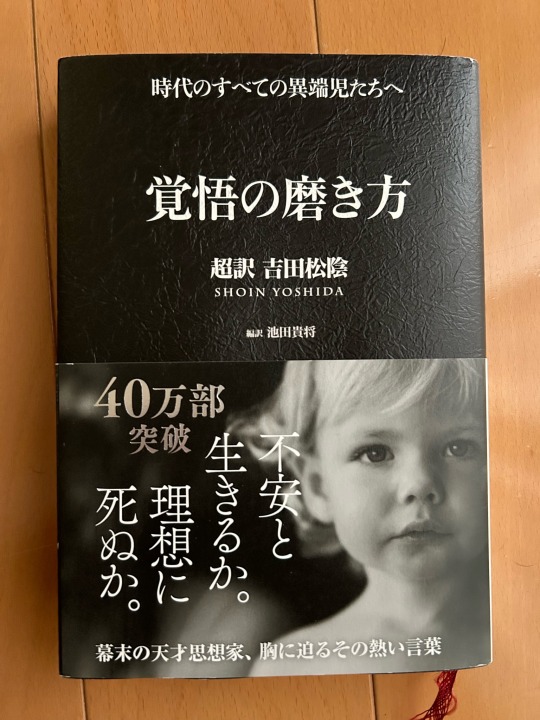 時代のすべての異端児たちへ
覚悟の磨き方
超訳 吉田松陰
SHOIN YOSHIDA
編訳 池田貴将
40万部
突破
不安と
生きるか。
理想に
死ぬか。
幕末の天才思想家、胸に迫るその熱い言葉